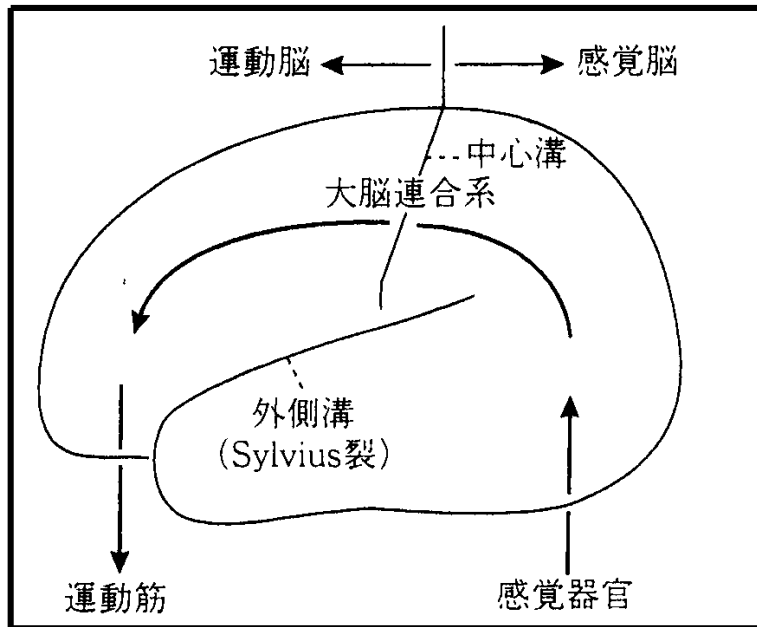 運動脳
感覚脳
中心溝
大脳連合系
外側溝
(Sylvius裂)
運動筋
感覚器官